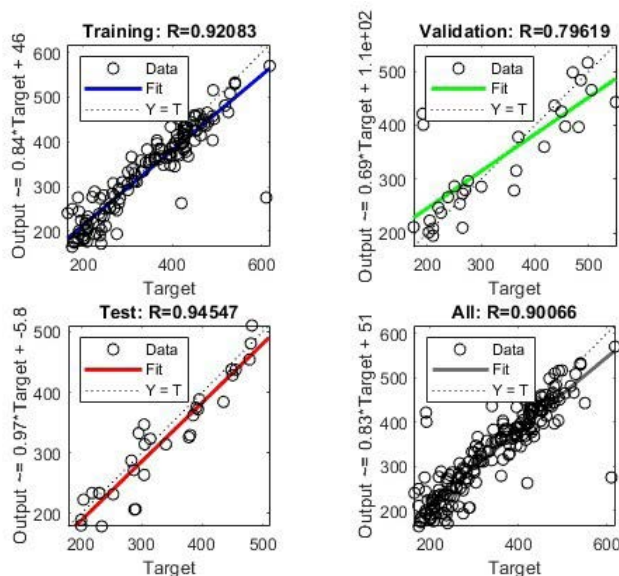 Training: R=0.92083
Output ~= 0.84*Target + 46
600
500
400
300
200
Data
Fit
Y = T
200
400
600
Target
Validation: R=0.79619
Output ~= 0.69*Target + 1.1e+02
500
400
300
200
Data
Fit
Y = T
200
300
400
500
Target
Test: R=0.94547
Output ~= 0.97*Target + -5.8
500
400
300
200
Data
Fit
Y = T
200
300
400
500
Target
All: R=0.90066
Output ~= 0.83*Target + 51
600
500
400
300
200
Data
Fit
Y = T
200
400
600
Target